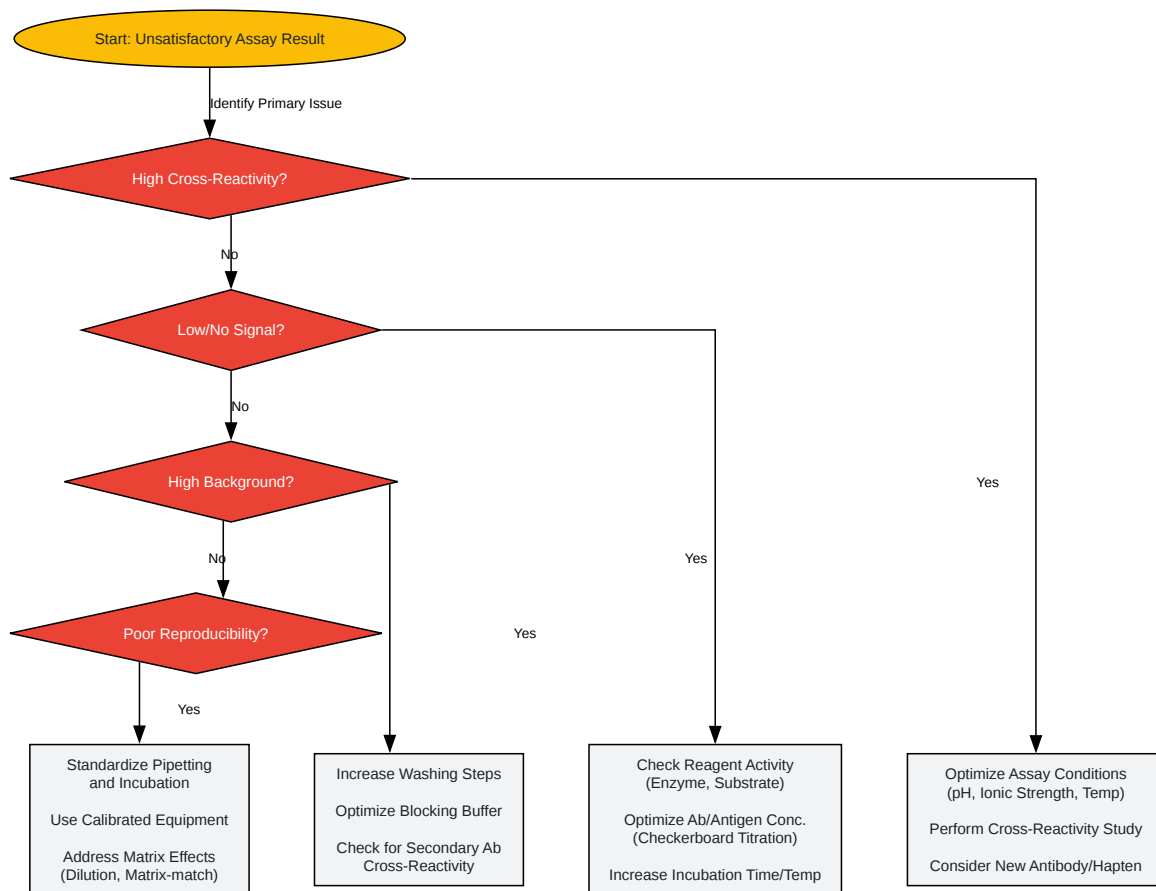 Start: Unsatisfactory Assay Result
Identify Primary Issue
High Cross-Reactivity?
No
Low/No Signal?
No
High Background?
Yes
No
Yes
Poor Reproducibility?
Yes
Yes
Standardize Pipetting
and Incubation
Use Calibrated Equipment
Address Matrix Effects
(Dilution, Matrix-match)
Increase Washing Steps
Optimize Blocking Buffer
Check for Secondary Ab
Cross-Reactivity
Check Reagent Activity
(Enzyme, Substrate)
Optimize Ab/Antigen Conc.
(Checkerboard Titration)
Increase Incubation Time/Temp
Optimize Assay Conditions
(pH, Ionic Strength, Temp)
Perform Cross-Reactivity Study
Consider New Antibody/Hapten